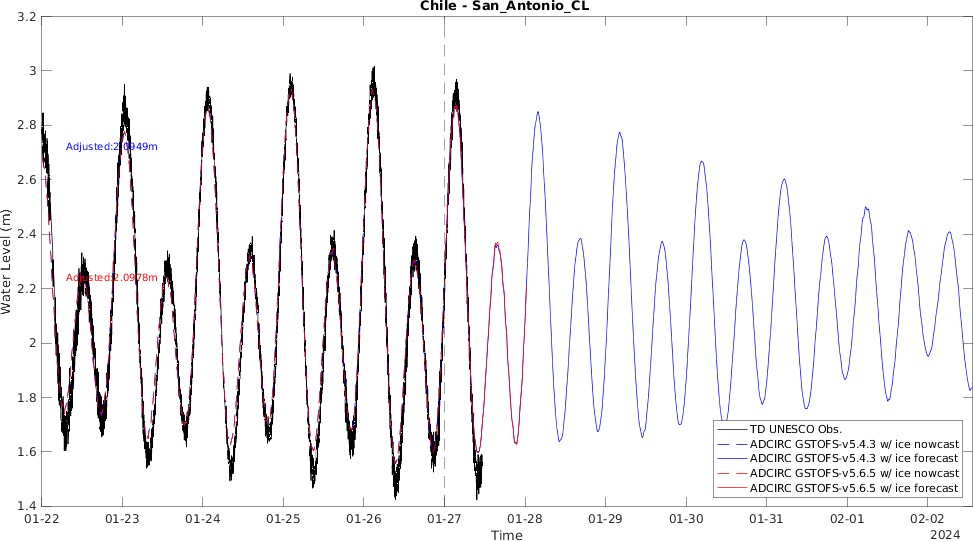 Chile - San_Antonio_CL
3.2
3
2.8
2.6
2.4
2.2
2
1.8
1.6
1.4
Water Level (m)
Adjusted:2.0949m
Adjusted:2.0978m
TD UNESCO Obs.
ADCIRC GSTOFS-v5.4.3 w/ ice nowcast
ADCIRC GSTOFS-v5.4.3 w/ ice forecast
ADCIRC GSTOFS-v5.6.5 w/ ice nowcast
ADCIRC GSTOFS-v5.6.5 w/ ice forecast
01-22 01-23 01-24 01-25 01-26 01-27 01-28 01-29 01-30 01-31 02-01 02-02
Time
2024